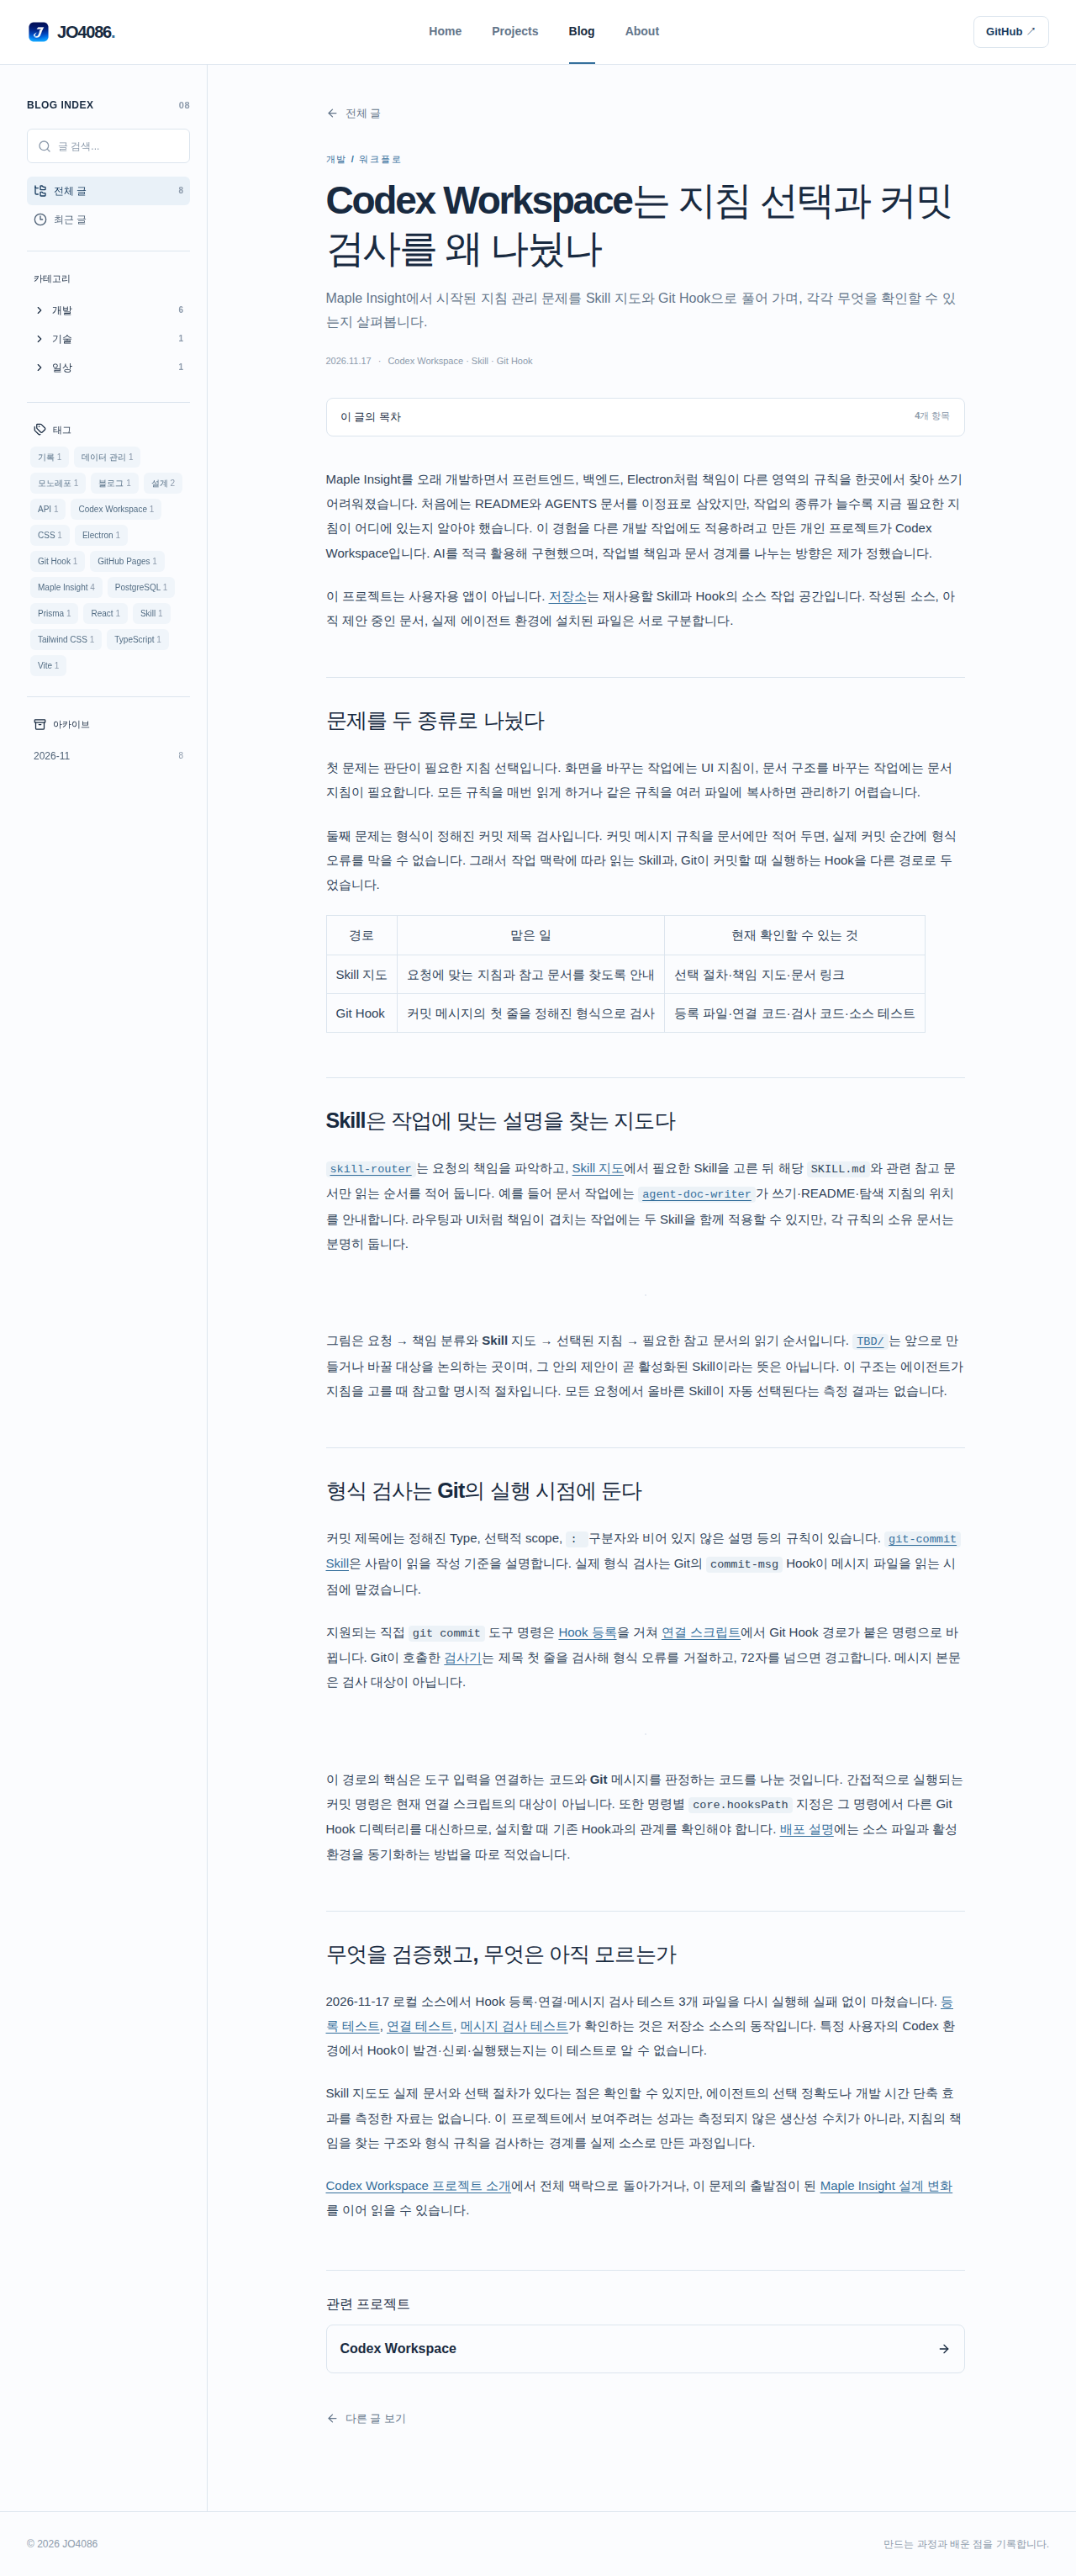 JO4086.
Home
Projects
Blog
About
GitHub ↗
BLOG INDEX
08
글 검색...
전체 글
8
최근 글
카테고리
개발
6
기술
1
일상
1
태그
기록 1
데이터 관리 1
모노레포 1
블로그 1
설계 2
API 1
Codex Workspace 1
CSS 1
Electron 1
Git Hook 1
GitHub Pages 1
Maple Insight 4
PostgreSQL 1
Prisma 1
React 1
Skill 1
Tailwind CSS 1
TypeScript 1
Vite 1
아카이브
2026-11
8
← 전체 글
개발 / 워크플로
Codex Workspace는 지침 선택과 커밋
검사를 왜 나눴나
Maple Insight에서 시작된 지침 관리 문제를 Skill 지도와 Git Hook으로 풀어 가며, 각각 무엇을 확인할 수 있
는지 살펴봅니다.
2026.11.17 · Codex Workspace · Skill · Git Hook
이 글의 목차
4개 항목
Maple Insight를 오래 개발하면서 프런트엔드, 백엔드, Electron처럼 책임이 다른 영역의 규칙을 한곳에서 찾아 쓰기
어려워졌습니다. 처음에는 README와 AGENTS 문서를 이정표로 삼았지만, 작업의 종류가 늘수록 지금 필요한 지
침이 어디에 있는지 알아야 했습니다. 이 경험을 다른 개발 작업에도 적용하려고 만든 개인 프로젝트가 Codex
Workspace입니다. AI를 적극 활용해 구현했으며, 작업별 책임과 문서 경계를 나누는 방향은 제가 정했습니다.
이 프로젝트는 사용자용 앱이 아닙니다. 저장소는 재사용할 Skill과 Hook의 소스 작업 공간입니다. 작성된 소스, 아
직 제안 중인 문서, 실제 에이전트 환경에 설치된 파일은 서로 구분합니다.
문제를 두 종류로 나눴다
첫 문제는 판단이 필요한 지침 선택입니다. 화면을 바꾸는 작업에는 UI 지침이, 문서 구조를 바꾸는 작업에는 문서
지침이 필요합니다. 모든 규칙을 매번 읽게 하거나 같은 규칙을 여러 파일에 복사하면 관리하기 어렵습니다.
둘째 문제는 형식이 정해진 커밋 제목 검사입니다. 커밋 메시지 규칙을 문서에만 적어 두면, 실제 커밋 순간에 형식
오류를 막을 수 없습니다. 그래서 작업 맥락에 따라 읽는 Skill과, Git이 커밋할 때 실행하는 Hook을 다른 경로로 두
었습니다.
경로
맡은 일
현재 확인할 수 있는 것
Skill 지도
요청에 맞는 지침과 참고 문서를 찾도록 안내
선택 절차·책임 지도·문서 링크
Git Hook
커밋 메시지의 첫 줄을 정해진 형식으로 검사
등록 파일·연결 코드·검사 코드·소스 테스트
Skill은 작업에 맞는 설명을 찾는 지도다
skill-router는 요청의 책임을 파악하고, Skill 지도에서 필요한 Skill을 고른 뒤 해당 SKILL.md와 관련 참고 문
서만 읽는 순서를 적어 둡니다. 예를 들어 문서 작업에는 agent-doc-writer가 쓰기·README·탐색 지침의 위치
를 안내합니다. 라우팅과 UI처럼 책임이 겹치는 작업에는 두 Skill을 함께 적용할 수 있지만, 각 규칙의 소유 문서는
분명히 둡니다.
그림은 요청 → 책임 분류와 Skill 지도 → 선택된 지침 → 필요한 참고 문서의 읽기 순서입니다. TBD/는 앞으로 만
들거나 바꿀 대상을 논의하는 곳이며, 그 안의 제안이 곧 활성화된 Skill이라는 뜻은 아닙니다. 이 구조는 에이전트가
지침을 고를 때 참고할 명시적 절차입니다. 모든 요청에서 올바른 Skill이 자동 선택된다는 측정 결과는 없습니다.
형식 검사는 Git의 실행 시점에 둔다
커밋 제목에는 정해진 Type, 선택적 scope, : 구분자와 비어 있지 않은 설명 등의 규칙이 있습니다. git-commit
Skill은 사람이 읽을 작성 기준을 설명합니다. 실제 형식 검사는 Git의 commit-msg Hook이 메시지 파일을 읽는 시
점에 맡겼습니다.
지원되는 직접 git commit 도구 명령은 Hook 등록을 거쳐 연결 스크립트에서 Git Hook 경로가 붙은 명령으로 바
뀝니다. Git이 호출한 검사기는 제목 첫 줄을 검사해 형식 오류를 거절하고, 72자를 넘으면 경고합니다. 메시지 본문
은 검사 대상이 아닙니다.
이 경로의 핵심은 도구 입력을 연결하는 코드와 Git 메시지를 판정하는 코드를 나눈 것입니다. 간접적으로 실행되는
커밋 명령은 현재 연결 스크립트의 대상이 아닙니다. 또한 명령별 core.hooksPath 지정은 그 명령에서 다른 Git
Hook 디렉터리를 대신하므로, 설치할 때 기존 Hook과의 관계를 확인해야 합니다. 배포 설명에는 소스 파일과 활성
환경을 동기화하는 방법을 따로 적었습니다.
무엇을 검증했고, 무엇은 아직 모르는가
2026-11-17 로컬 소스에서 Hook 등록·연결·메시지 검사 테스트 3개 파일을 다시 실행해 실패 없이 마쳤습니다. 등
록 테스트, 연결 테스트, 메시지 검사 테스트가 확인하는 것은 저장소 소스의 동작입니다. 특정 사용자의 Codex 환
경에서 Hook이 발견·신뢰·실행됐는지는 이 테스트로 알 수 없습니다.
Skill 지도도 실제 문서와 선택 절차가 있다는 점은 확인할 수 있지만, 에이전트의 선택 정확도나 개발 시간 단축 효
과를 측정한 자료는 없습니다. 이 프로젝트에서 보여주려는 성과는 측정되지 않은 생산성 수치가 아니라, 지침의 책
임을 찾는 구조와 형식 규칙을 검사하는 경계를 실제 소스로 만든 과정입니다.
Codex Workspace 프로젝트 소개에서 전체 맥락으로 돌아가거나, 이 문제의 출발점이 된 Maple Insight 설계 변화
를 이어 읽을 수 있습니다.
관련 프로젝트
Codex Workspace →
← 다른 글 보기
© 2026 JO4086
만드는 과정과 배운 점을 기록합니다.